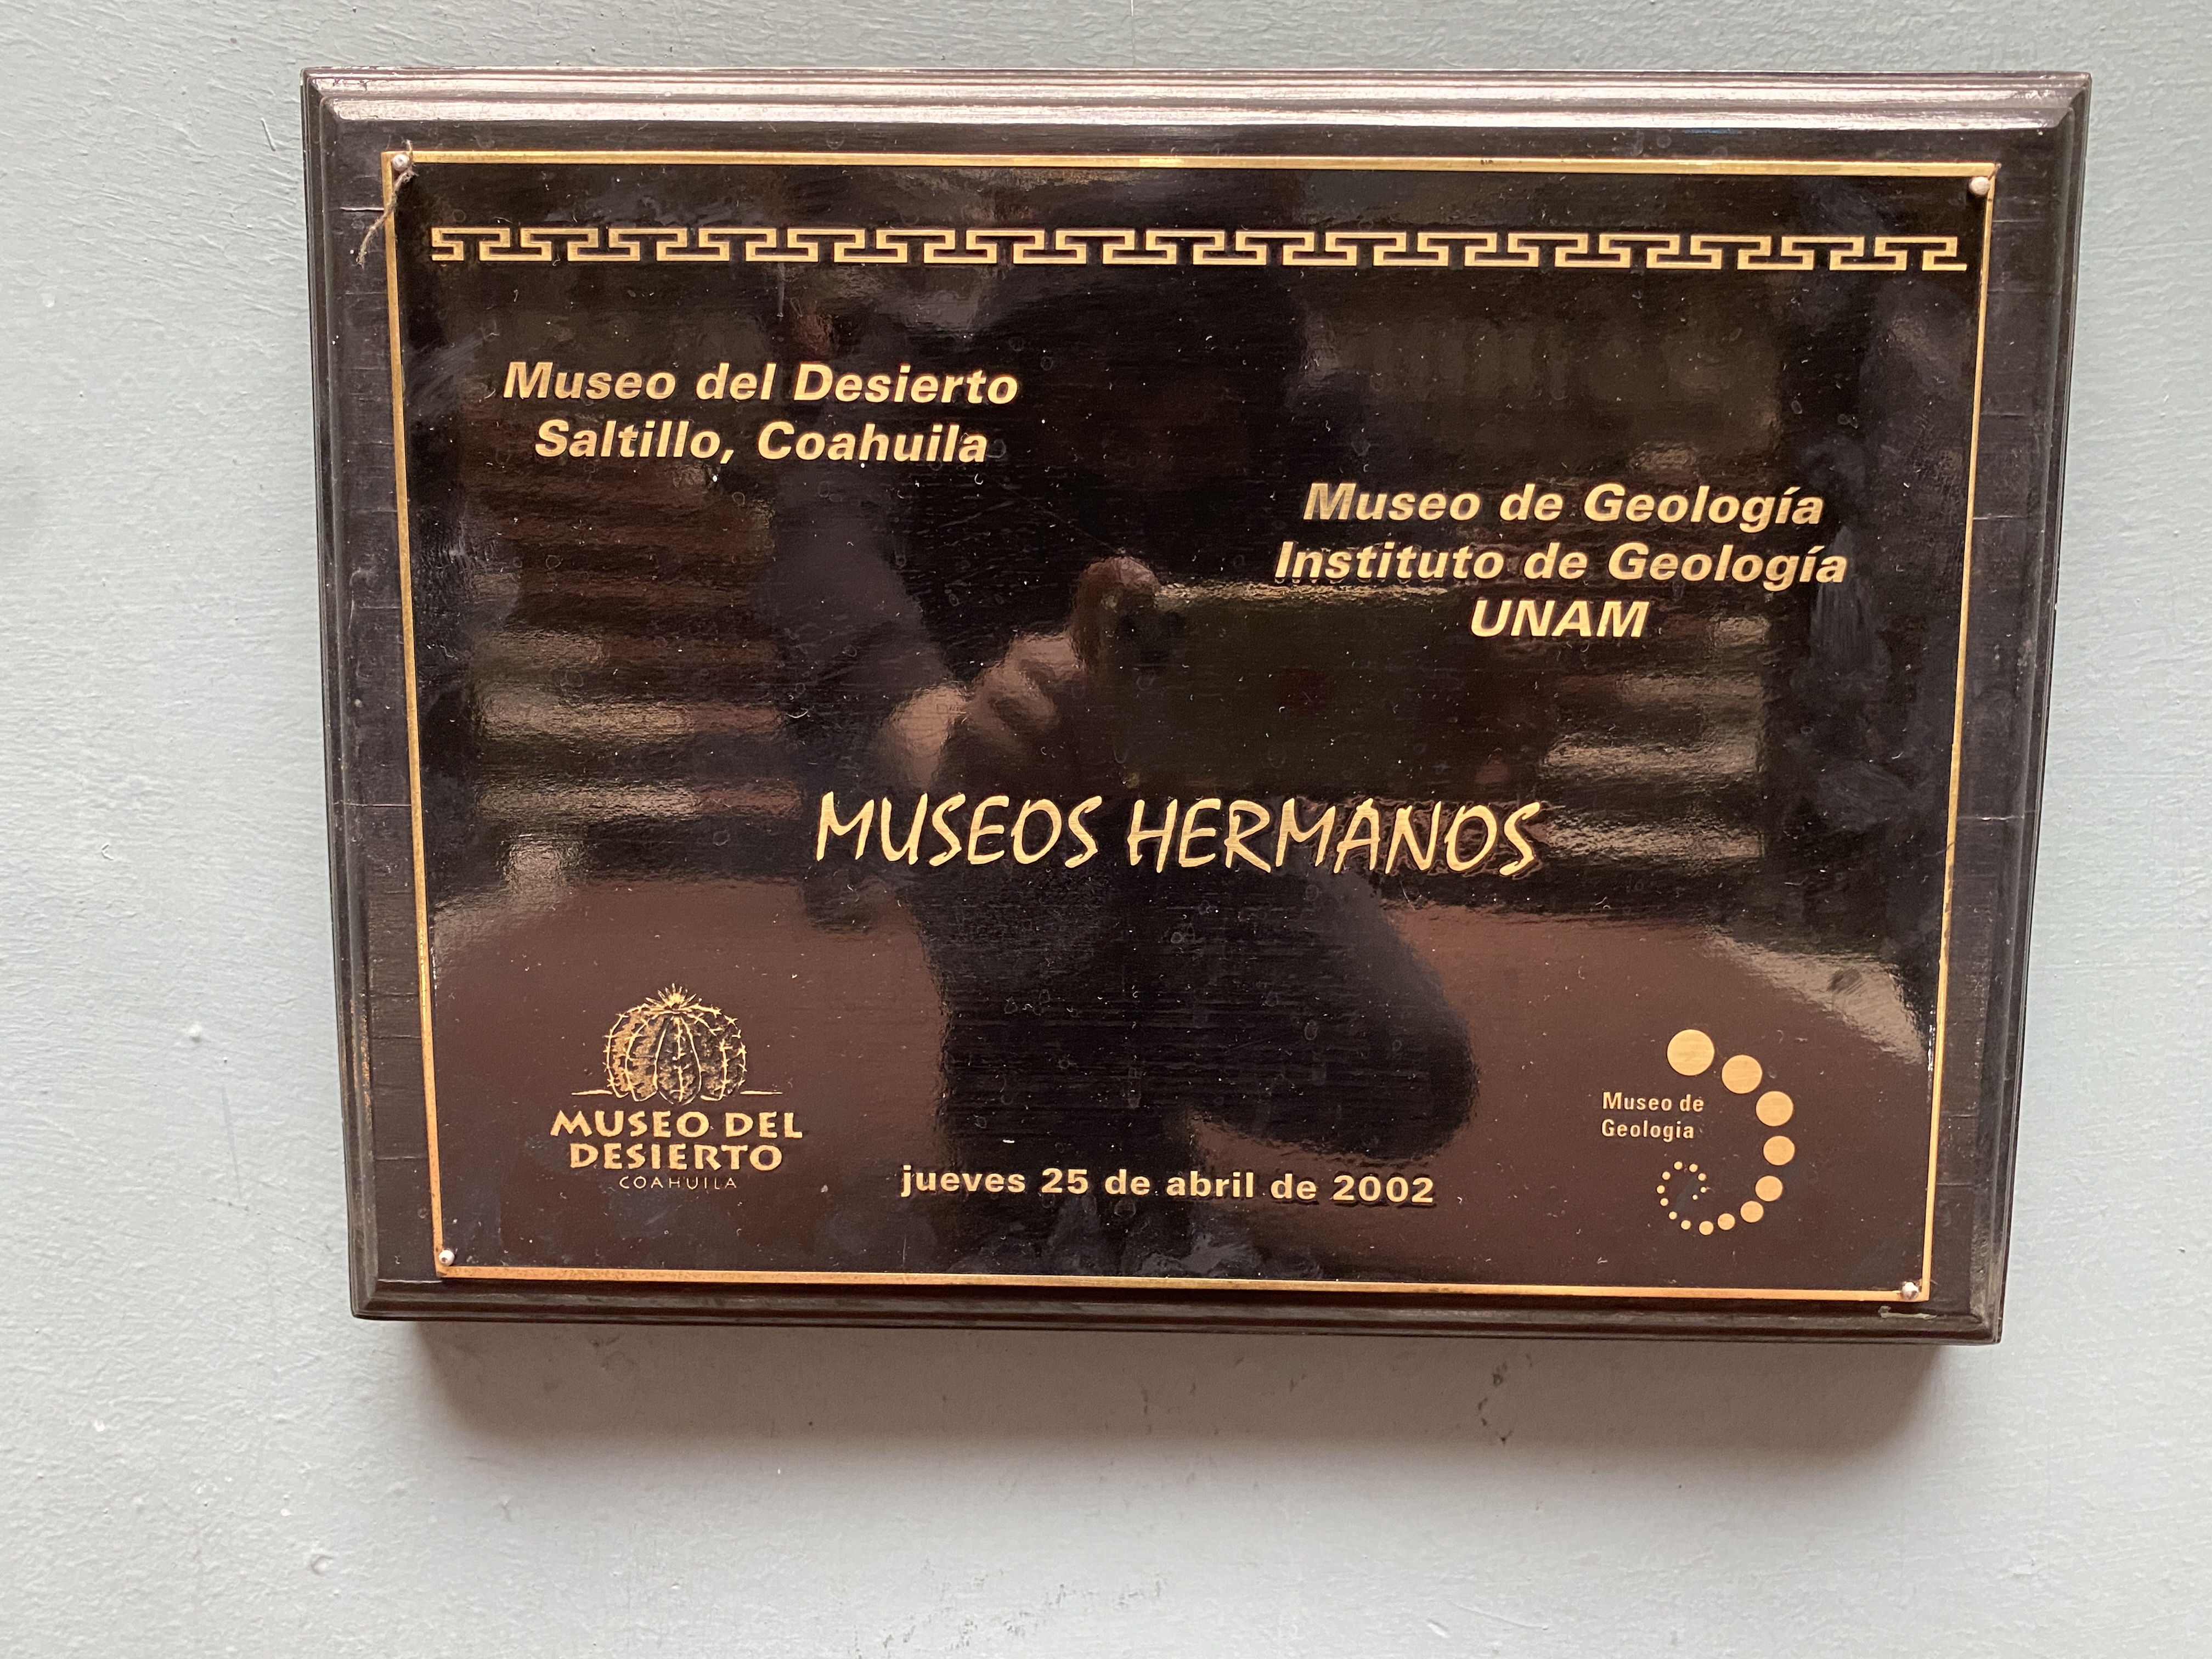 Museo del Desierto
Saltillo, Coahuila
Museo de Geología
Instituto de Geología
UNAM
MUSEOS HERMANOS
MUSEO DEL
DESIERTO
COAHUILA
jueves 25 de abril de 2002
Museo de
Geologia